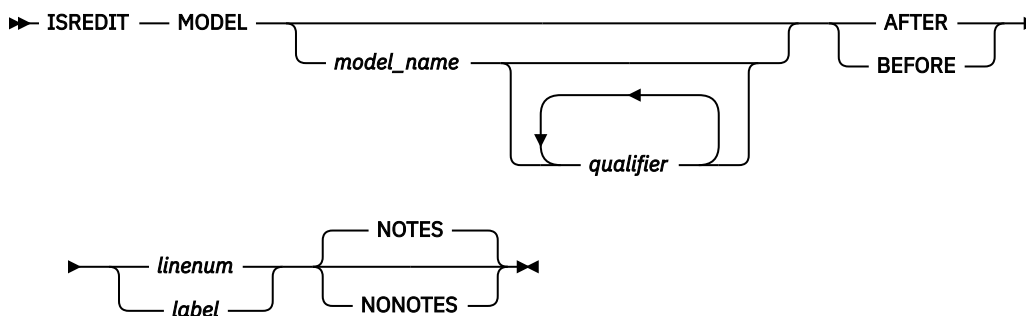 ISREDIT MODEL AFTER
model_name BEFORE
qualifier
NOTES
linenum
NONOTES
label